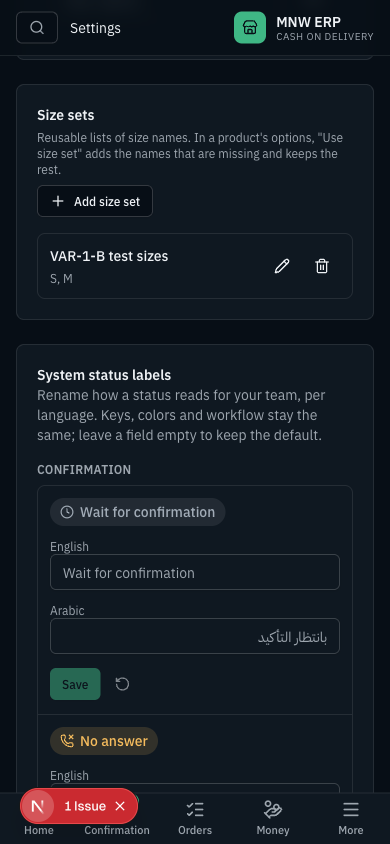 Settings
MNW ERP
CASH ON DELIVERY
Size sets
Reusable lists of size names. In a product's options, "Use
size set" adds the names that are missing and keeps the
rest.
Add size set
VAR-1-B test sizes
S, M
System status labels
Rename how a status reads for your team, per
language. Keys, colors and workflow stay the
same; leave a field empty to keep the default.
CONFIRMATION
Wait for confirmation
English
Wait for confirmation
Arabic
بانتظار التأكيد
Save
No answer
English
N 1 Issue
Home Confirmation Orders Money More